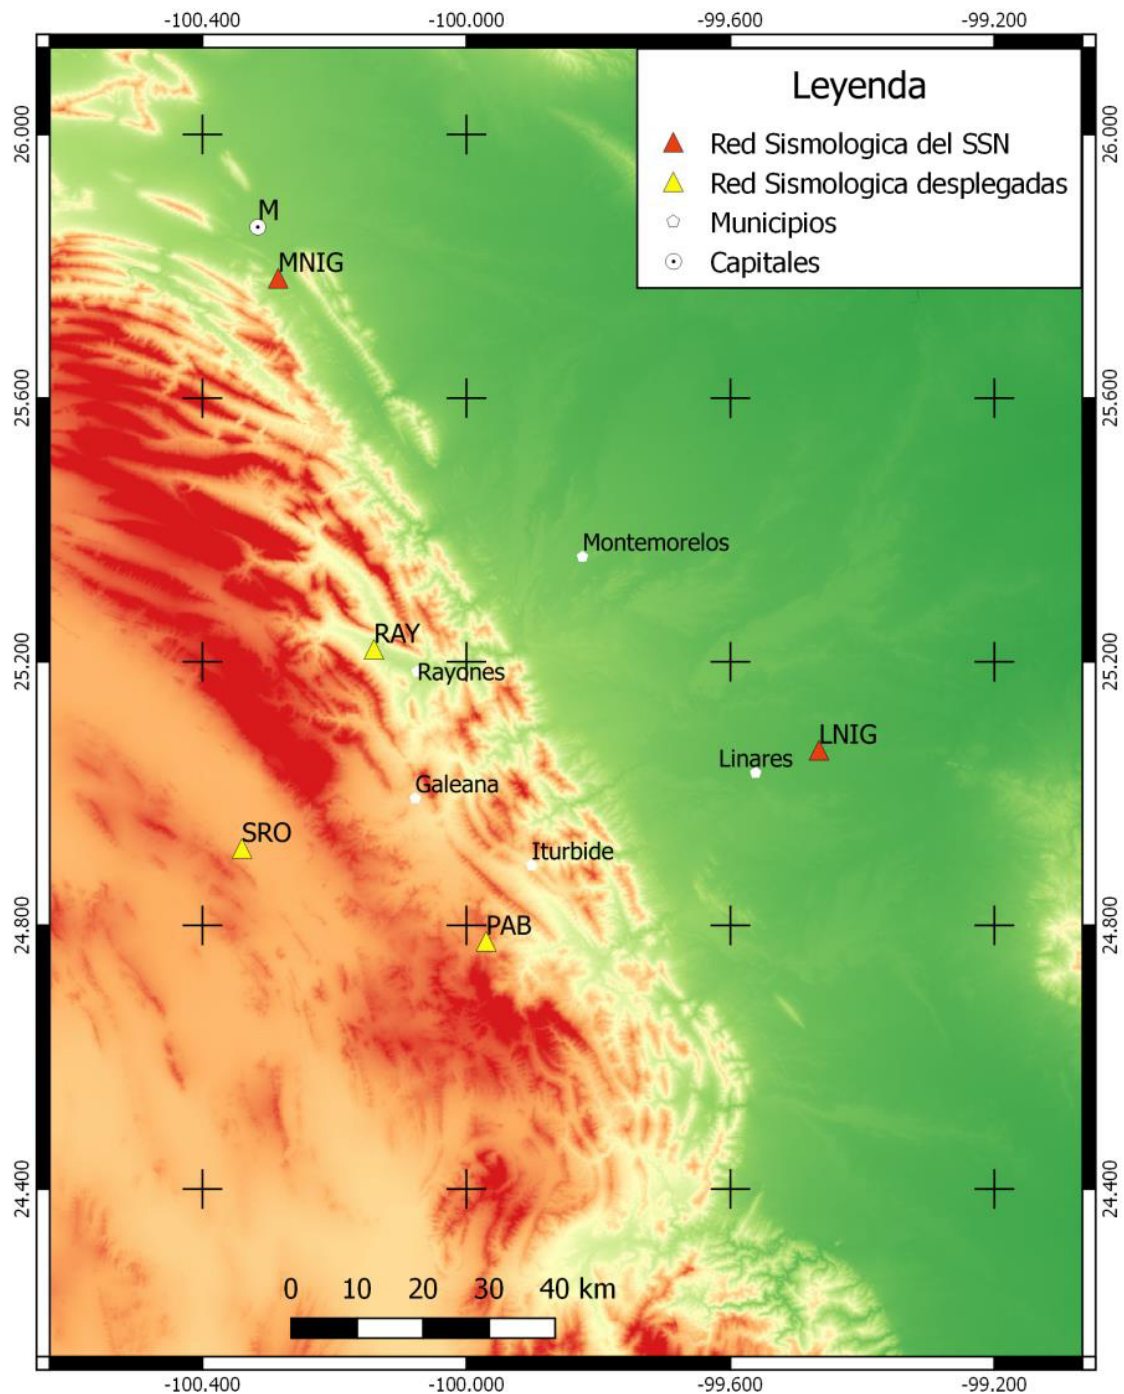 -100.400 -100.000 -99.600 -99.200
Leyenda
Red Sismologica del SSN
Red Sismologica desplegadas
Municipios
Capitales
26.000 26.000
M
MNIG
25.600 25.600
Montemorelos
RAY
25.200 25.200
Rayones
LNIG
Linares
Galeana
SRO
Iturbide
24.800 24.800
PAB
24.400 24.400
0 10 20 30 40 km
-100.400 -100.000 -99.600 -99.200